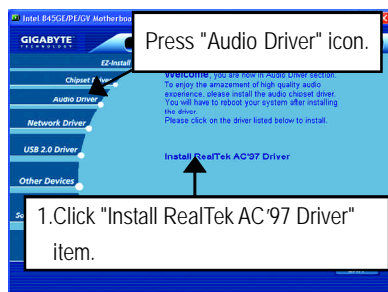 Intel 845GE/PE/GV Motherboa
GIGABYTE
TECHNOLOGY
Press "Audio Driver" icon.
EZ-Install
Chipset Driver
Audio Driver
Network Driver
USB 2.0 Driver
Other Devices
Welcome, you are now in Audio Driver section.
To enjoy the amazement of high quality audio
experience, please install the audio chipset driver.
You will have to reboot your system after installing
the driver.
Please click on the driver listed below to install.
Install RealTek AC'97 Driver
1.Click "Install RealTek AC'97 Driver"
item.